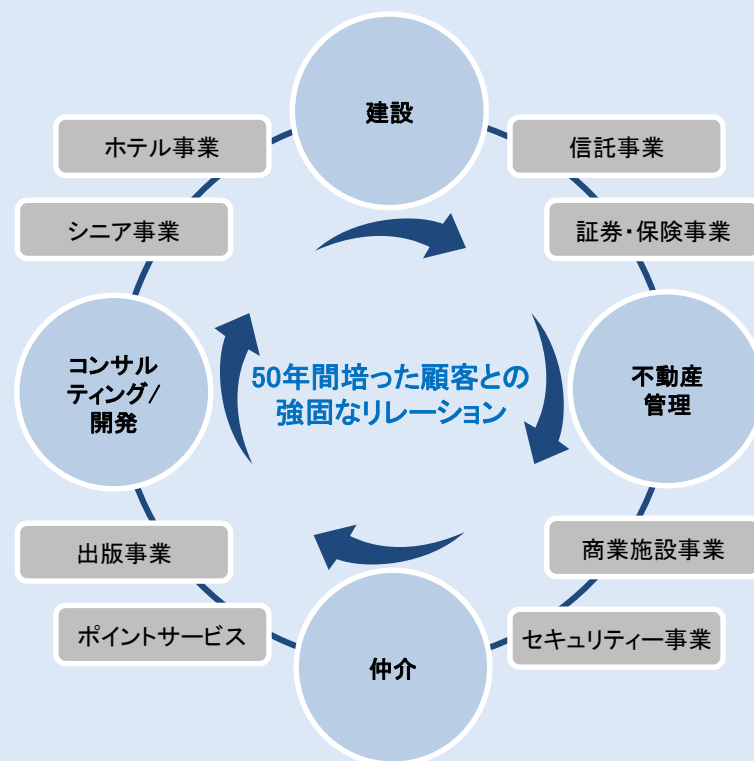 建設
ホテル事業
信託事業
シニア事業
証券・保険事業
コンサル
ティング/
開発
50年間培った顧客との
強固なリレーション
不動産
管理
出版事業
商業施設事業
ポイントサービス
セキュリティー事業
仲介